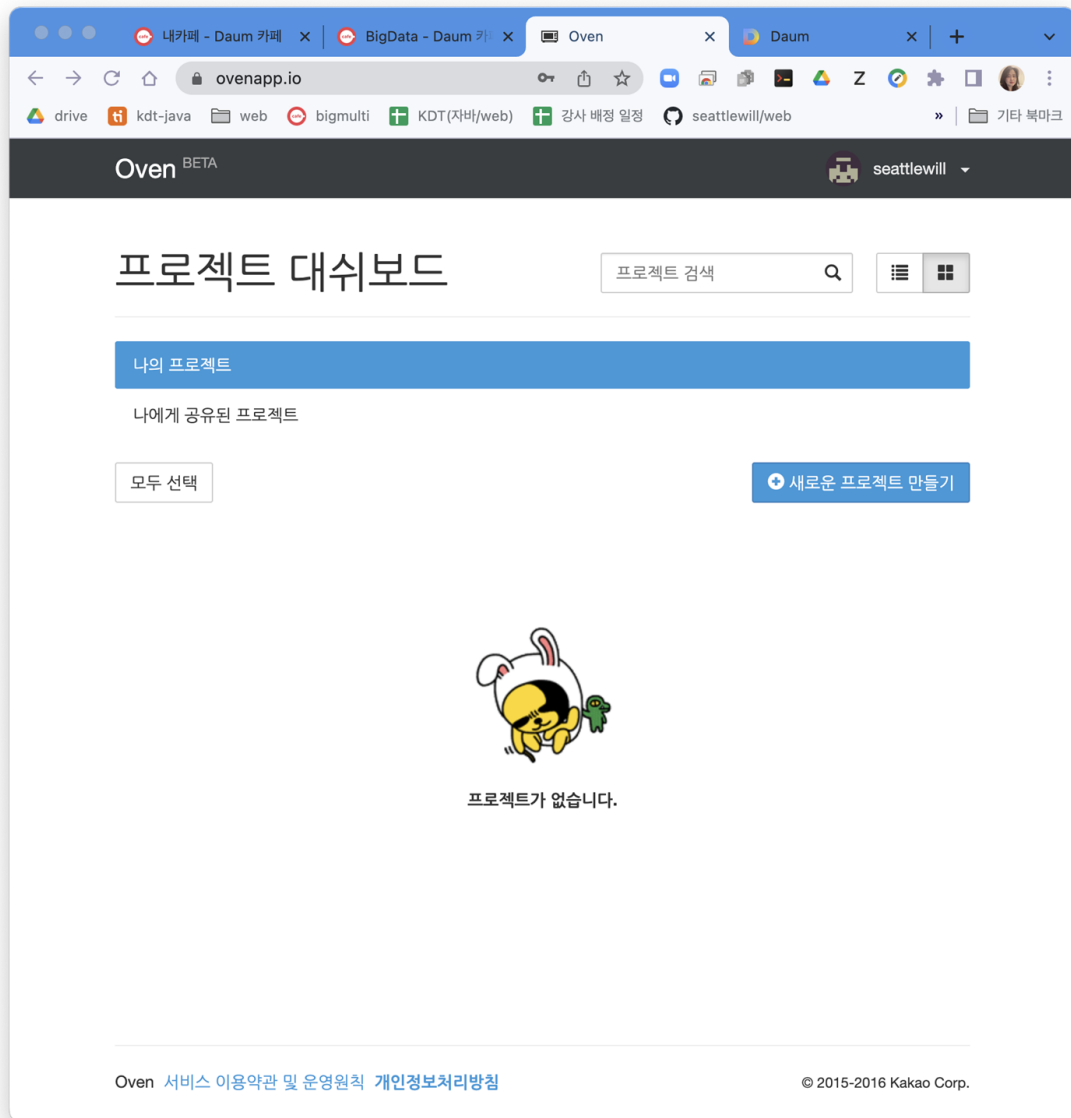 내카페 - Daum 카페
BigData - Daum 카
Oven
Daum
ovenapp.io
drive
kdt-java
web
bigmulti
KDT(자바/web)
강사 배정 일정
seattlewill/web
»
기타 북마크
Oven BETA
seattlewill
프로젝트 대쉬보드
프로젝트 검색
나의 프로젝트
나에게 공유된 프로젝트
모두 선택
새로운 프로젝트 만들기
프로젝트가 없습니다.
Oven 서비스 이용약관 및 운영원칙 개인정보처리방침
© 2015-2016 Kakao Corp.